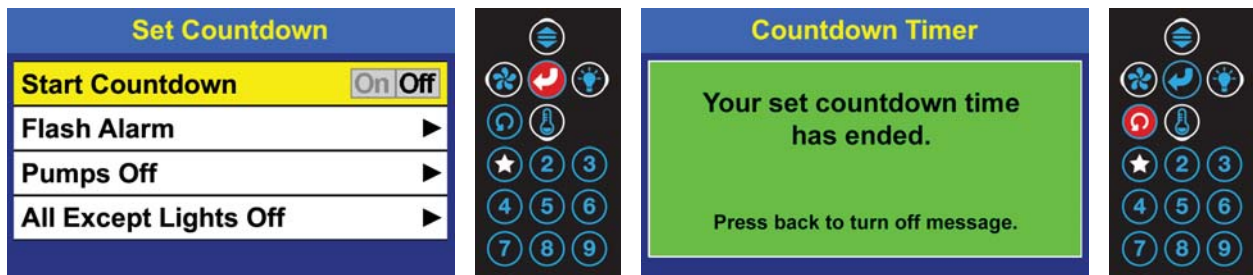 Set Countdown
Start Countdown On Off
Flash Alarm
Pumps Off
All Except Lights Off
2 3
4 5 6
7 8 9
Countdown Timer
Your set countdown time
has ended.
Press back to turn off message.
2 3
4 5 6
7 8 9